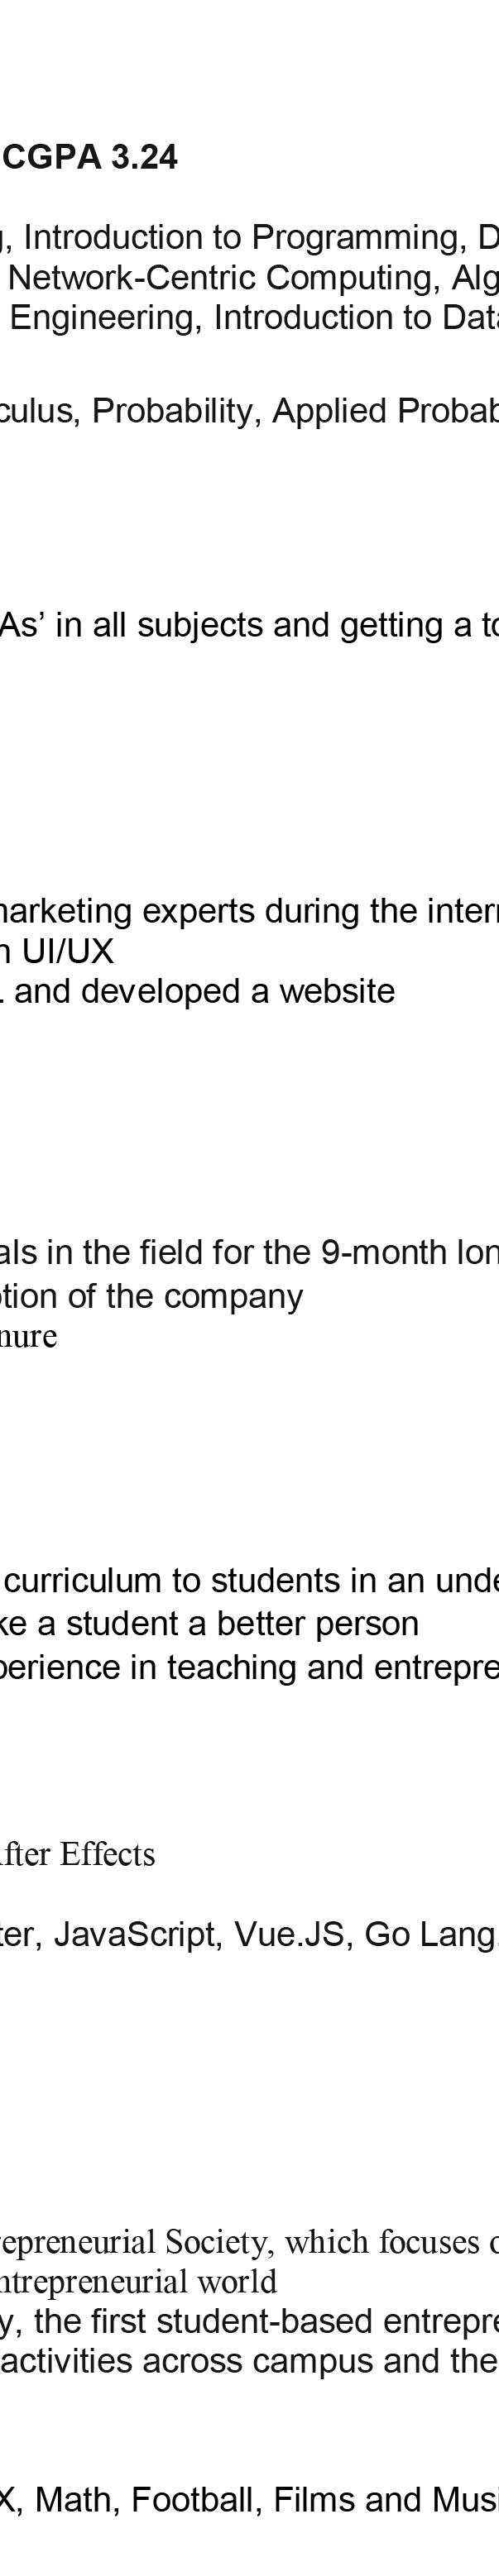 CGPA 3.24
, Introduction to Programming, D
Network-Centric Computing, Alg
Engineering, Introduction to Data
culus, Probability, Applied Probab
As’ in all subjects and getting a to
marketing experts during the intern
n UI/UX
. and developed a website
als in the field for the 9-month lon
tion of the company
nure
curriculum to students in an unde
ke a student a better person
perience in teaching and entrepre
After Effects
ter, JavaScript, Vue.JS, Go Lang,
repreneurial Society, which focuses o
ntrepreneurial world
y, the first student-based entrepre
activities across campus and the
X, Math, Football, Films and Musi